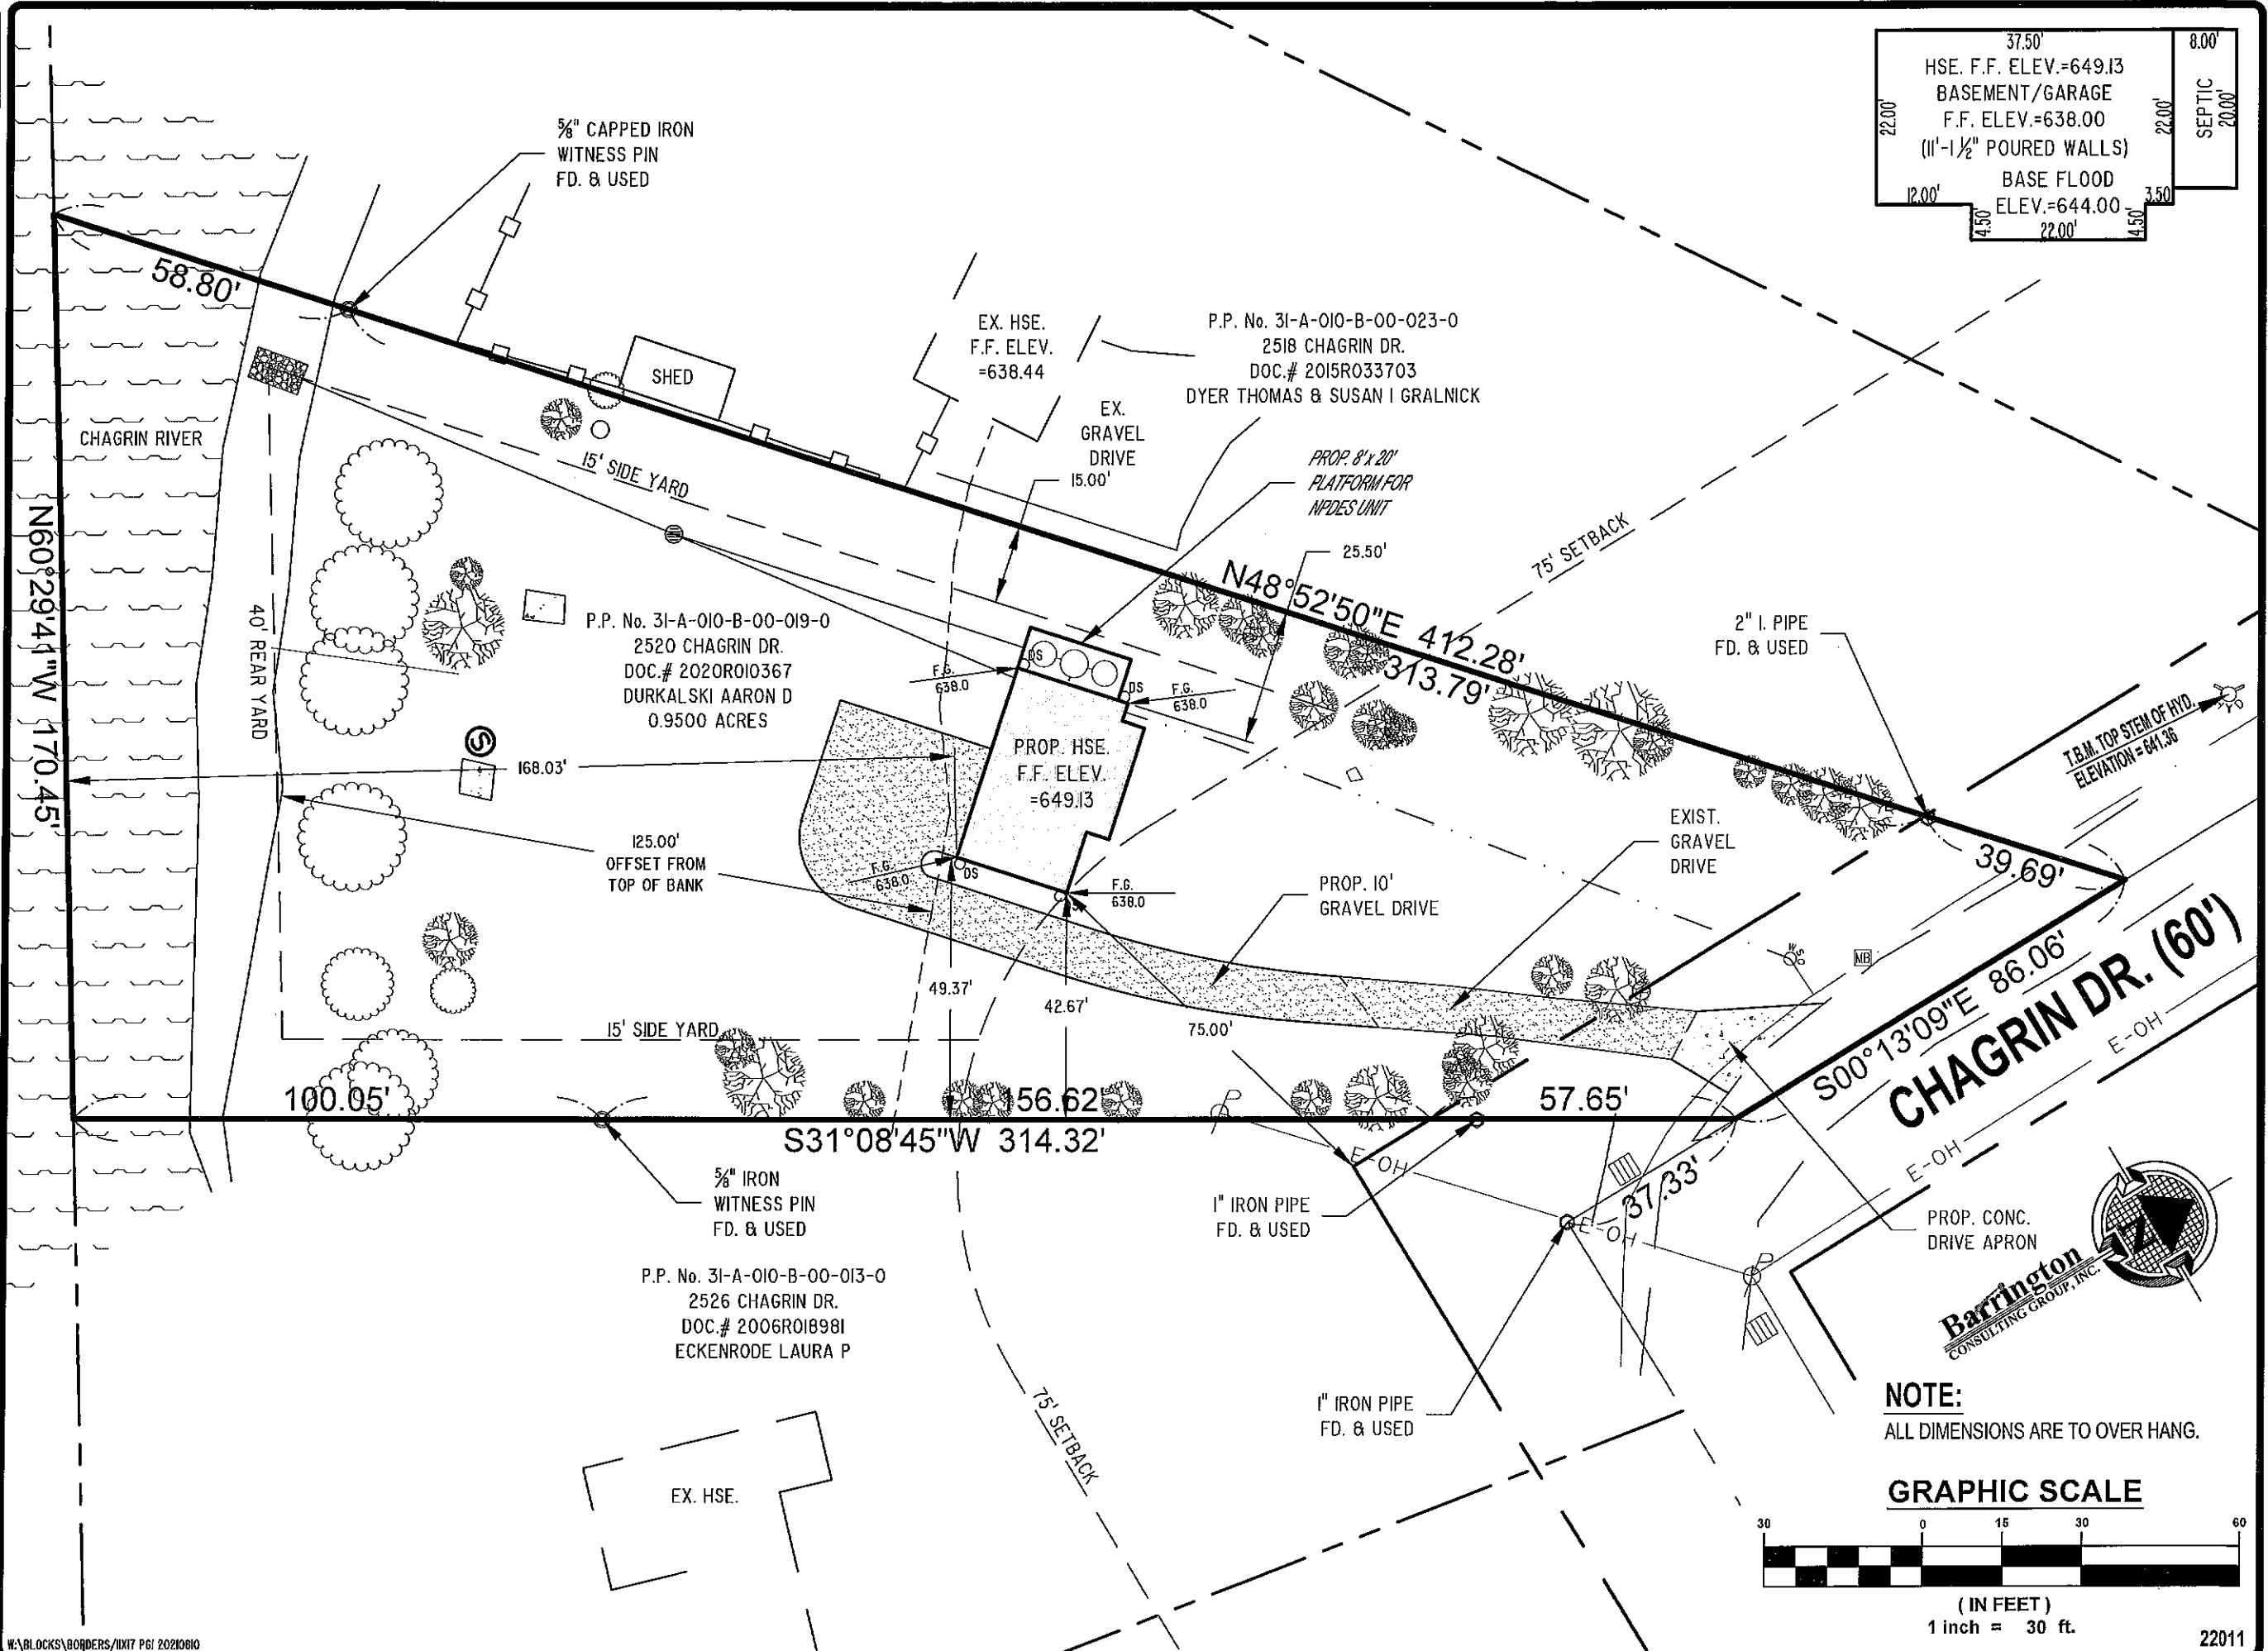 37.50'
8.00'
HSE. F.F. ELEV.=649.13
BASEMENT/GARAGE
F.F. ELEV.=638.00
(11'-1½" POURED WALLS)
BASE FLOOD
ELEV.=644.00
22.00'
22.00'
SEPTIC
20.00'
12.00'
3.50'
4.50'
22.00'
4.50'
⅝" CAPPED IRON
WITNESS PIN
FD. & USED
58.80'
SHED
EX. HSE.
F.F. ELEV.
=638.44
P.P. No. 31-A-010-B-00-023-0
2518 CHAGRIN DR.
DOC.# 2015R033703
DYER THOMAS & SUSAN I GRALNICK
EX.
GRAVEL
DRIVE
15.00'
PROP. 8'x20'
PLATFORM FOR
NPDES UNIT
25.50'
75' SETBACK
CHAGRIN RIVER
15' SIDE YARD
N60°29'41"W 170.45'
40' REAR YARD
N48°52'50"E 412.28'
313.79'
2" I. PIPE
FD. & USED
T.B.M. TOP STEM OF HYD.
ELEVATION = 641.36
HYD
P.P. No. 31-A-010-B-00-019-0
2520 CHAGRIN DR.
DOC.# 2020R010367
DURKALSKI AARON D
0.9500 ACRES
DS
F.G.
638.0
DS
F.G.
638.0
S
168.03'
PROP. HSE.
F.F. ELEV.
=649.13
125.00'
OFFSET FROM
TOP OF BANK
F.G.
638.0
DS
F.G.
638.0
EXIST.
GRAVEL
DRIVE
PROP. 10'
GRAVEL DRIVE
39.69'
MB
W
S0
S00°13'09"E 86.06'
CHAGRIN DR. (60')
49.37'
42.67'
75.00'
15' SIDE YARD
100.05'
156.62'
57.65'
S31°08'45"W 314.32'
E-OH
E-OH
E-OH
E-OH
37.33'
⅝" IRON
WITNESS PIN
FD. & USED
1" IRON PIPE
FD. & USED
PROP. CONC.
DRIVE APRON
P.P. No. 31-A-010-B-00-013-0
2526 CHAGRIN DR.
DOC.# 2006R018981
ECKENRODE LAURA P
Z
Barrington
CONSULTING GROUP, INC.
75' SETBACK
1" IRON PIPE
FD. & USED
EX. HSE.
NOTE:
ALL DIMENSIONS ARE TO OVER HANG.
GRAPHIC SCALE
30 0 15 30 60
( IN FEET )
1 inch = 30 ft.
W:\BLOCKS\BORDERS/11X17 PG1 20210610
22011